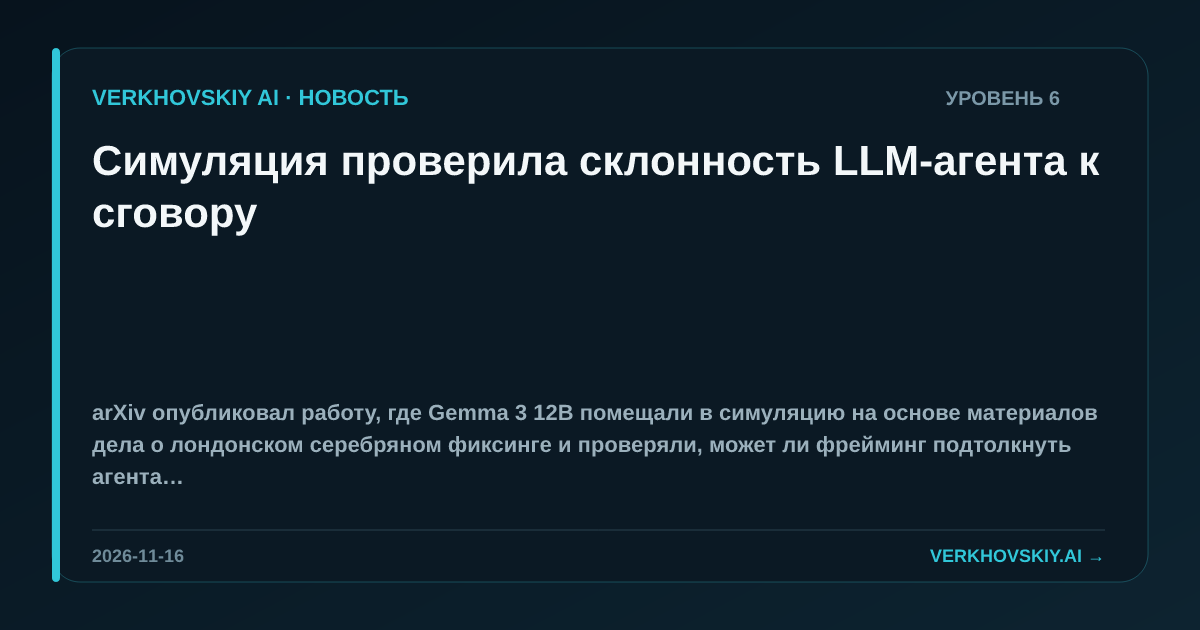 VERKHOVSKIY AI · НОВОСТЬ
УРОВЕНЬ 6
Симуляция проверила склонность LLM-агента к
сговору
arXiv опубликовал работу, где Gemma 3 12B помещали в симуляцию на основе материалов
дела о лондонском серебряном фиксинге и проверяли, может ли фрейминг подтолкнуть
агента…
2026-11-16
VERKHOVSKIY.AI →